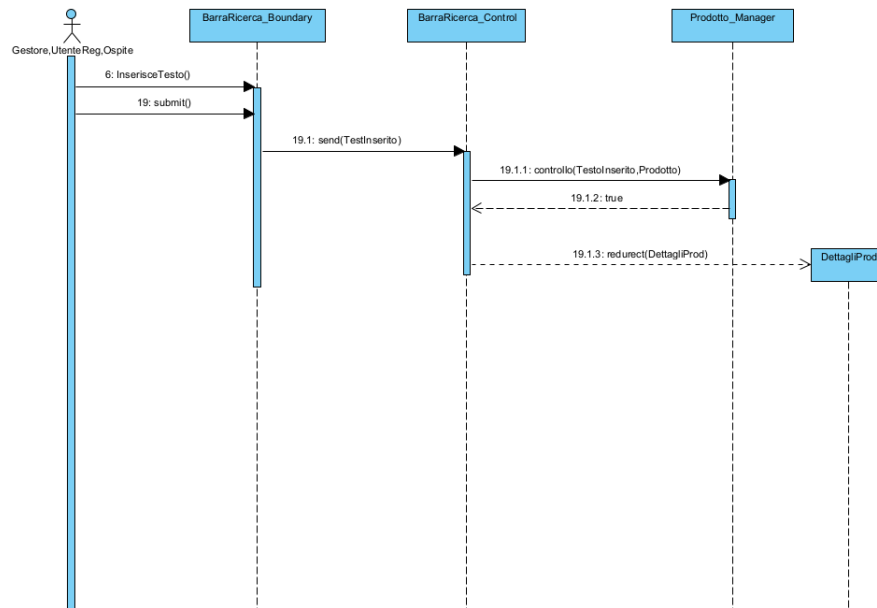 BarraRicerca_Boundary
BarraRicerca_Control
Prodotto_Manager
Gestore,UtenteReg,Ospite
6: InserisceTesto()
19: submit()
19.1: send(TestInserito)
19.1.1: controllo(TestoInserito,Prodotto)
19.1.2: true
19.1.3: redurect(DettagliProd)
DettagliProd